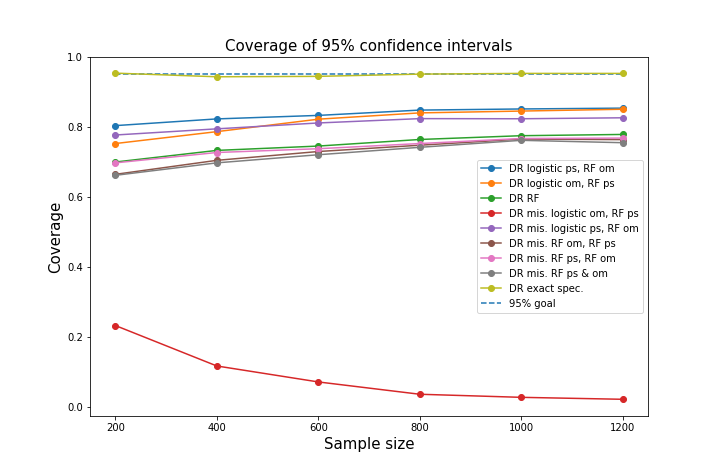 Coverage of 95% confidence intervals
1.0
0.8
0.6
0.4
0.2
0.0
Coverage
DR logistic ps, RF om
DR logistic om, RF ps
DR RF
DR mis. logistic om, RF ps
DR mis. logistic ps, RF om
DR mis. RF om, RF ps
DR mis. RF ps, RF om
DR mis. RF ps & om
DR exact spec.
95% goal
200 400 600 800 1000 1200
Sample size